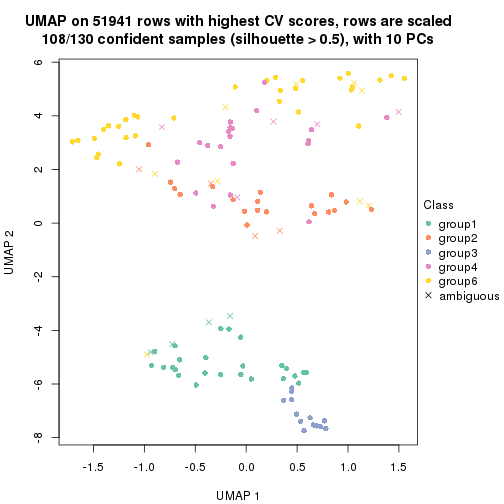 UMAP on 51941 rows with highest CV scores, rows are scaled
108/130 confident samples (silhouette > 0.5), with 10 PCs
6
4
2
0
-2
-4
-6
-8
UMAP 2
-1.5
-1.0
-0.5
0.0
0.5
1.0
1.5
UMAP 1
Class
group1
group2
group3
group4
group6
ambiguous